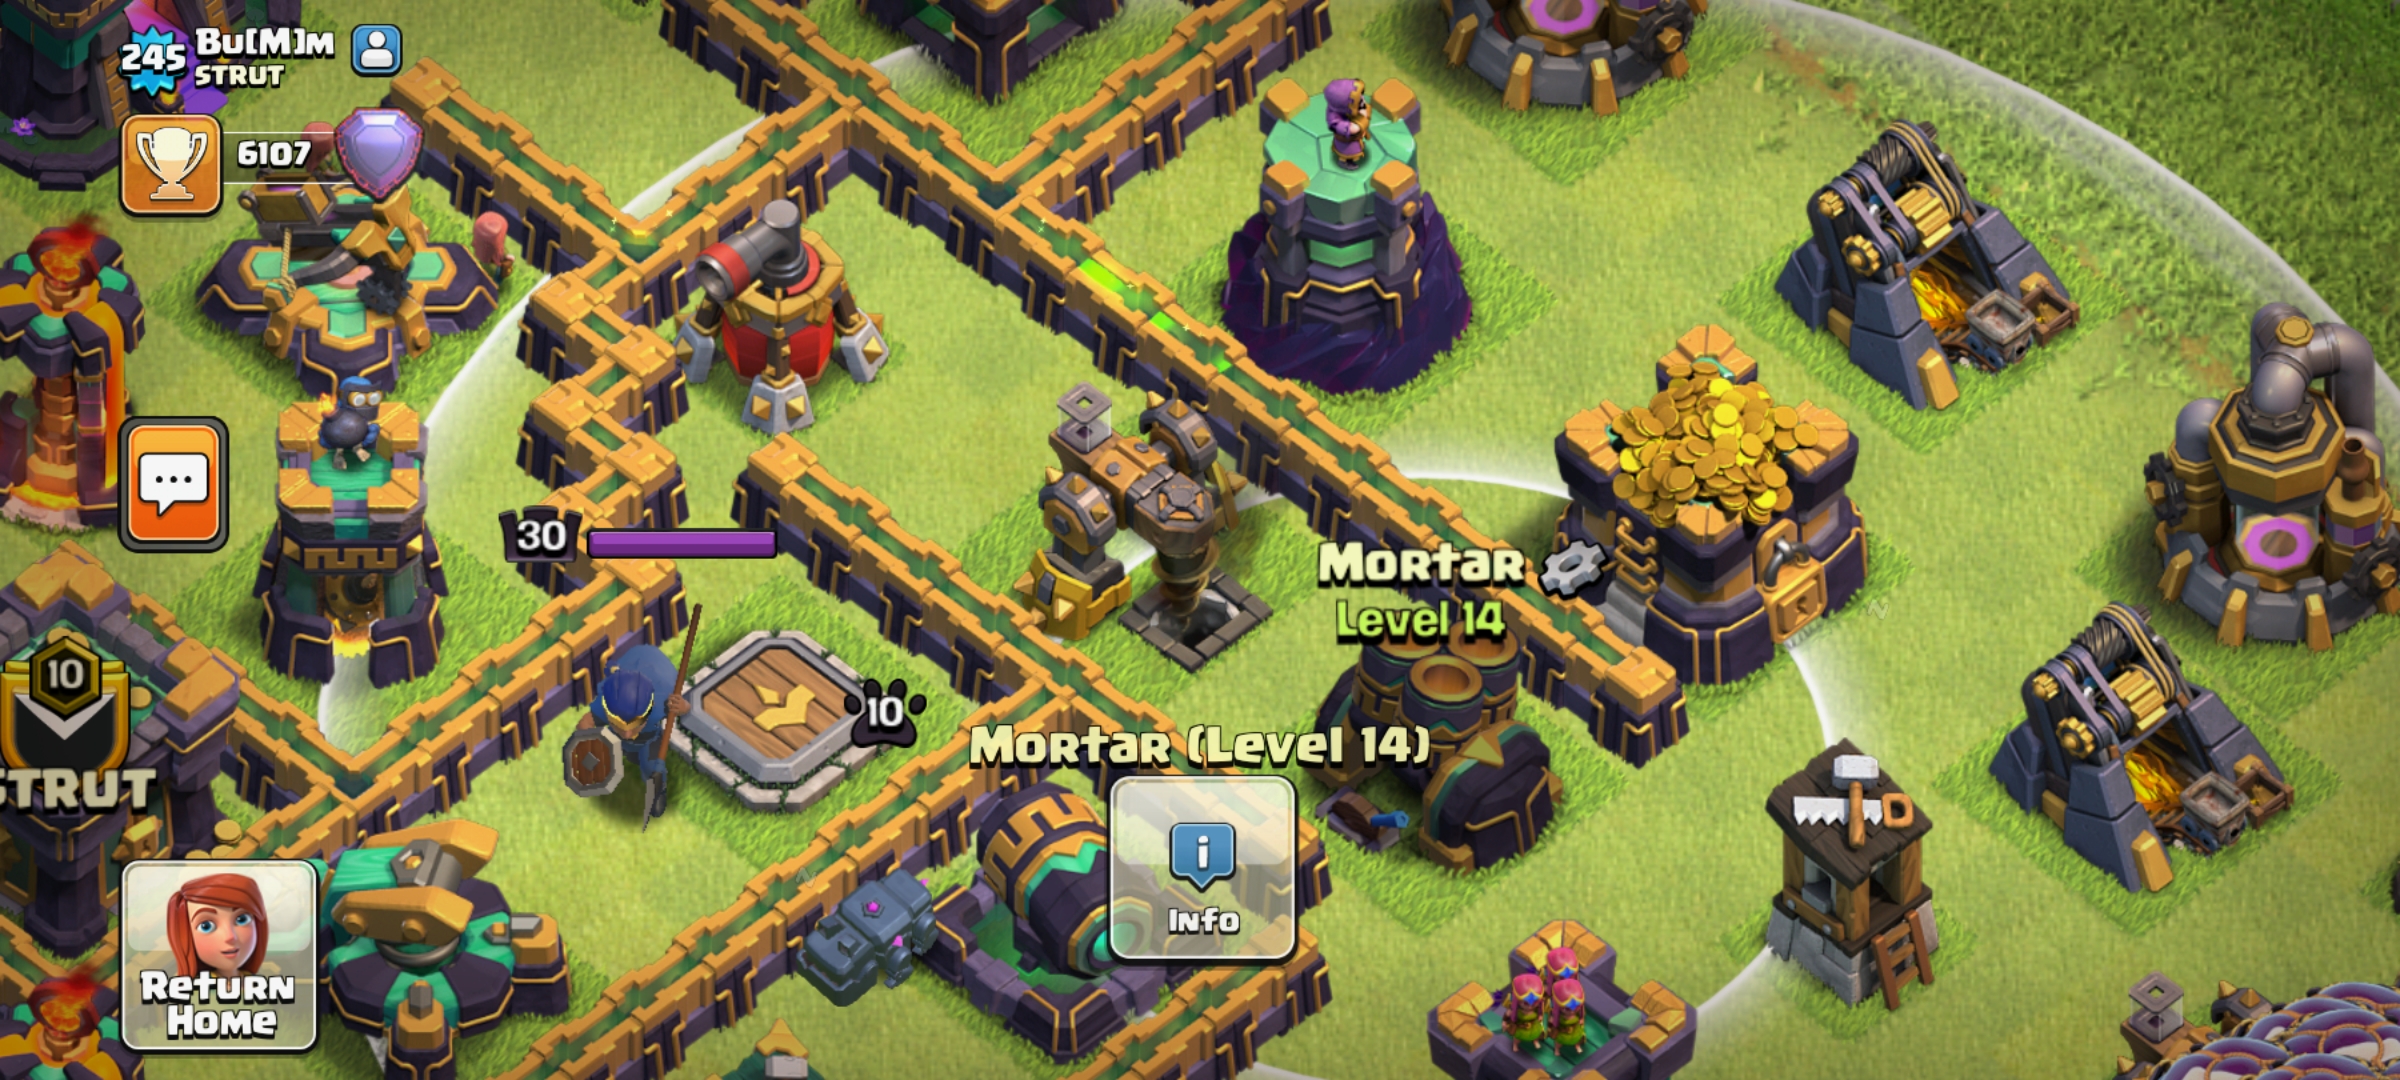 245
Bu[M]m
STRUT
6107
30
Mortar
Level 14
10
10
STRUT
Mortar (Level 14)
Info
Return
Home